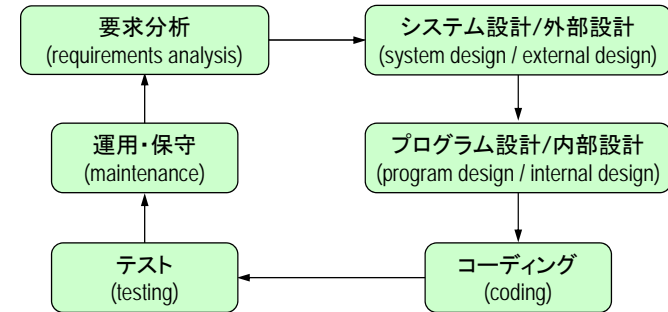 要求分析
(requirements analysis)
システム設計/外部設計
(system design / external design)
プログラム設計/内部設計
(program design / internal design)
コーディング
(coding)
テスト
(testing)
運用・保守
(maintenance)